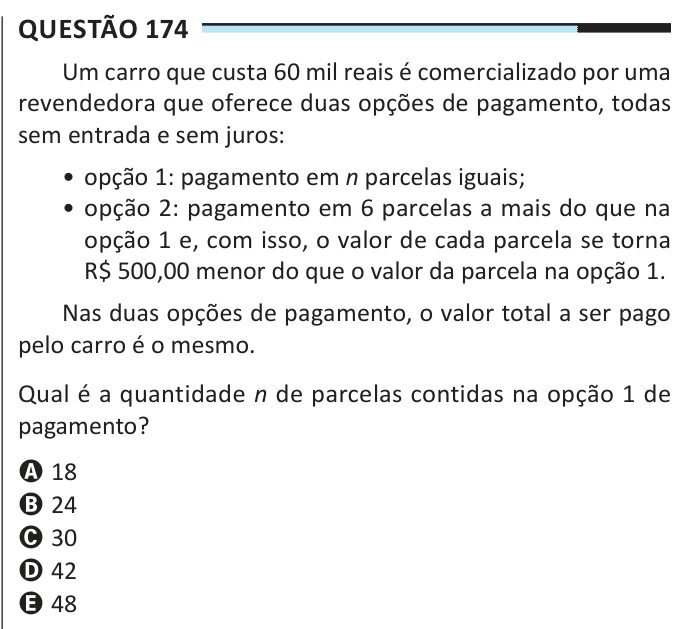 QUESTÃO 174
Um carro que custa 60 mil reais é comercializado por uma
revendedora que oferece duas opções de pagamento, todas
sem entrada e sem juros:
• opção 1: pagamento em n parcelas iguais;
• opção 2: pagamento em 6 parcelas a mais do que na
opção 1 e, com isso, o valor de cada parcela se torna
R$ 500,00 menor do que o valor da parcela na opção 1.
Nas duas opções de pagamento, o valor total a ser pago
pelo carro é o mesmo.
Qual é a quantidade n de parcelas contidas na opção 1 de
pagamento?
A 18
B 24
C 30
D 42
E 48